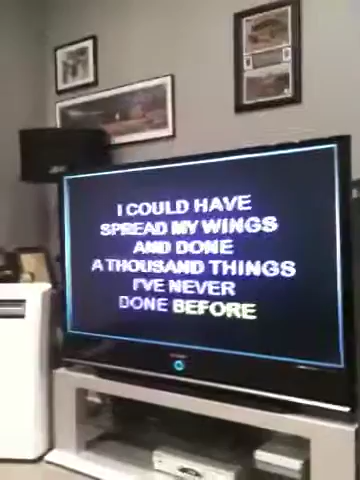 I COULD HAVE
SPREAD MY WINGS
AND DONE
A THOUSAND THINGS
I'VE NEVER
DONE BEFORE